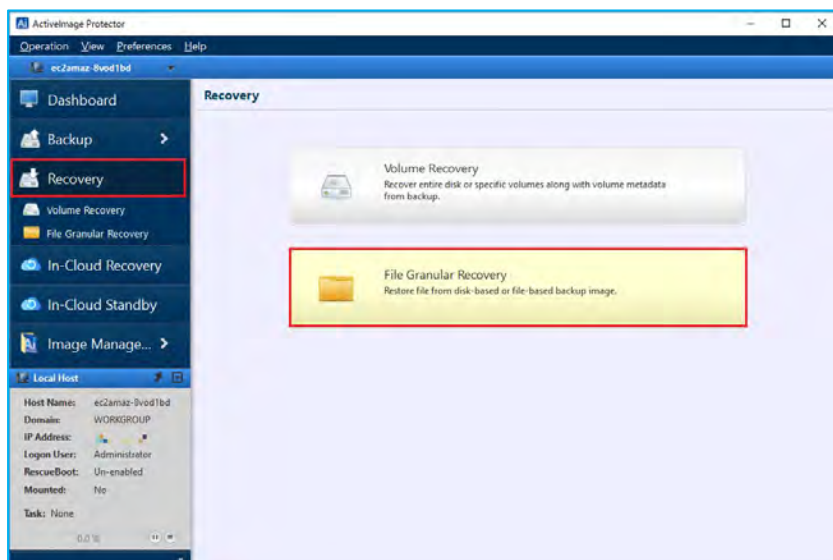 ActiveImage Protector
Operation View Preferences Help
ec2amaz-8vod1bd
Dashboard
Backup
Recovery
Volume Recovery
File Granular Recovery
In-Cloud Recovery
In-Cloud Standby
Image Manage...
Local Host
Host Name: ec2amaz-8vod1bd
Domain: WORKGROUP
IP Address:
Logon User: Administrator
RescueBoot: Un-enabled
Mounted: No
Task: None
0.0 %
Recovery
Volume Recovery
Recover entire disk or specific volumes along with volume metadata
from backup.
File Granular Recovery
Restore file from disk-based or file-based backup image.